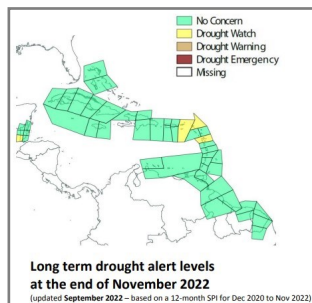 No Concern
Drought Watch
Drought Warning
Drought Emergency
Missing
Long term drought alert levels
at the end of November 2022
(updated September 2022 – based on a 12-month SPI for Dec 2020 to Nov 2022)